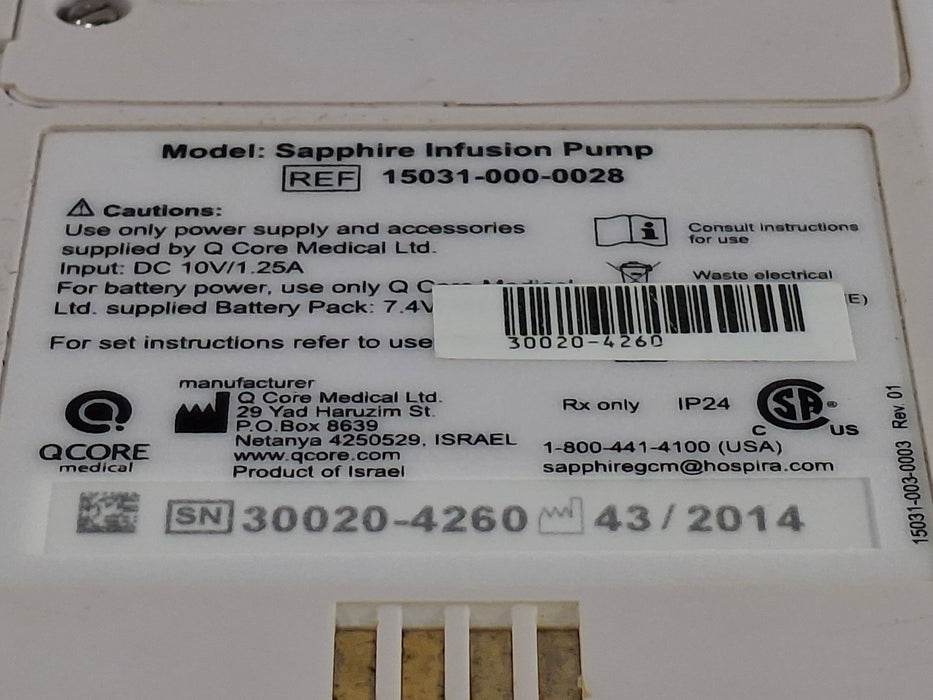 Model: Sapphire Infusion Pump
REF 15031-000-0028
Cautions:
Use only power supply and accessories
supplied by Q Core Medical Ltd.
Input: DC 10V/1.25A
For battery power, use only Q Core Medical
Ltd. supplied Battery Pack: 7.4V
For set instructions refer to use
Consult instructions
for use
Waste electrical
E)
30020-4260
QCORE
medical
manufacturer
Q Core Medical Ltd.
29 Yad Haruzim St.
P.O.Box 8639
Netanya 4250529, ISRAEL
www.qcore.com
Product of Israel
Rx only IP24
C SA ® US
1-800-441-4100 (USA)
sapphiregcm@hospira.com
SN 30020-4260 43/2014
15031-003-0003 Rev. 01